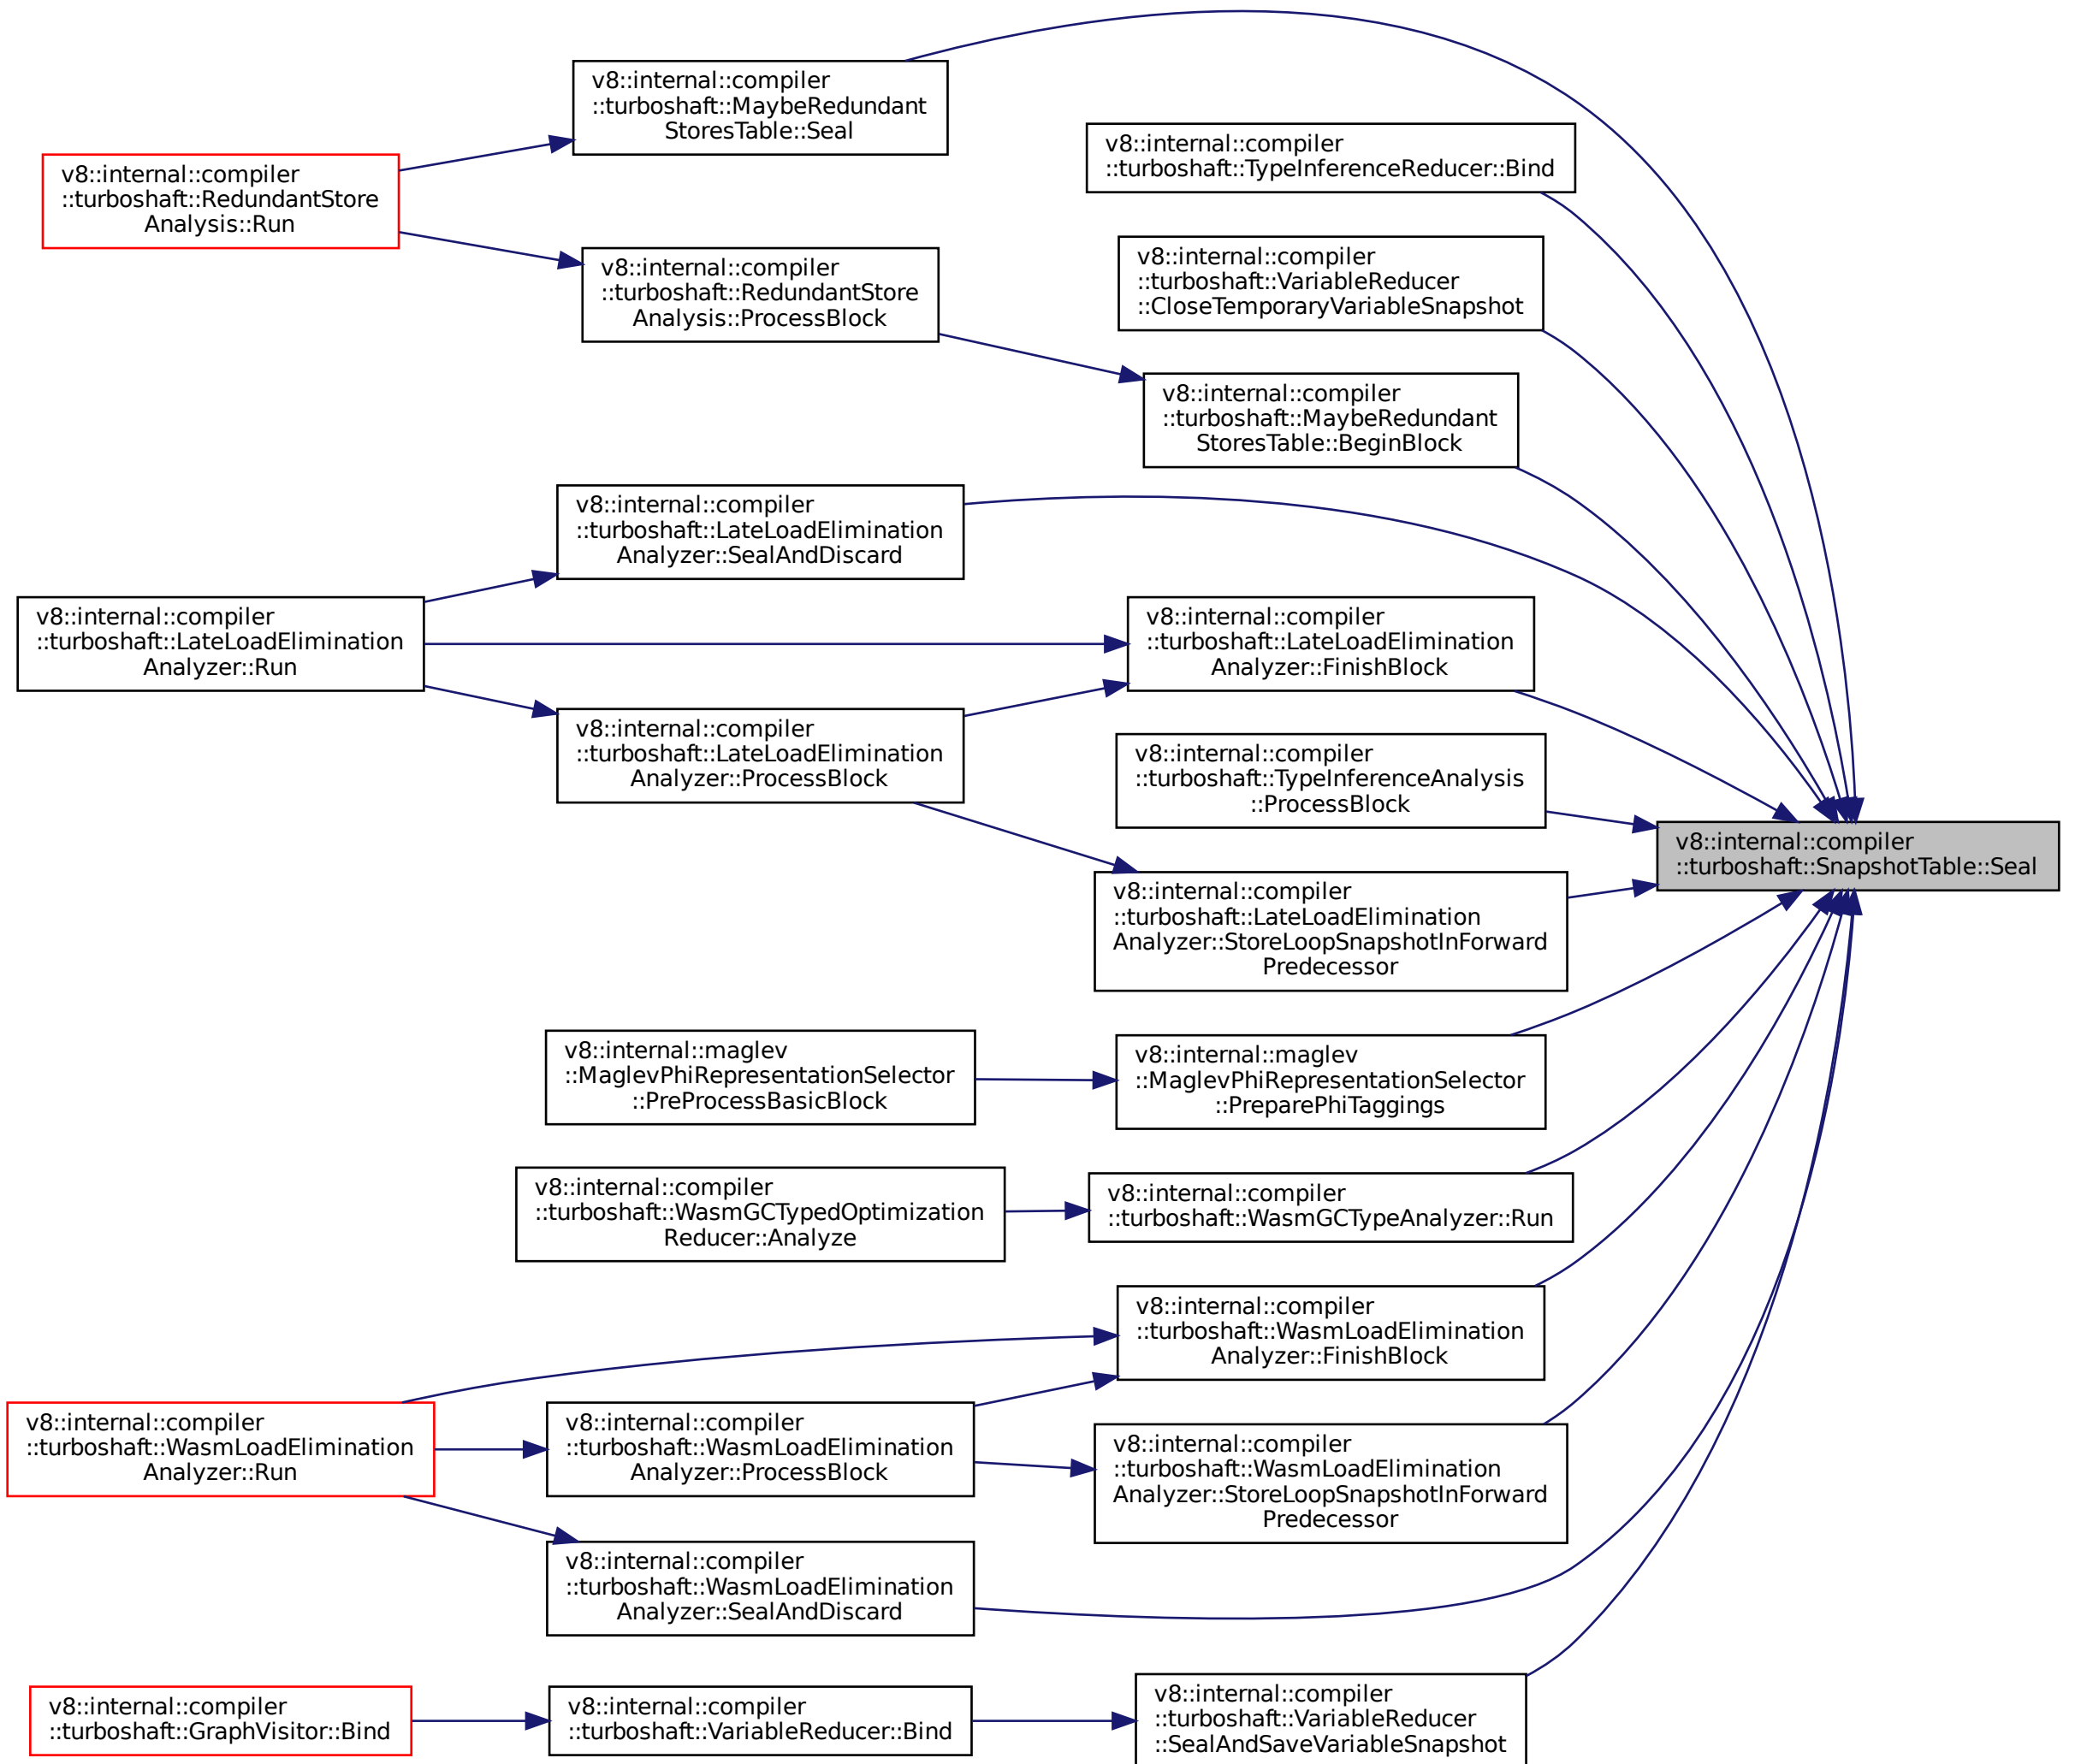 v8::internal::compiler
::turboshaft::MaybeRedundant
StoresTable::Seal
v8::internal::compiler
::turboshaft::TypeInferenceReducer::Bind
v8::internal::compiler
::turboshaft::RedundantStore
Analysis::Run
v8::internal::compiler
::turboshaft::VariableReducer
::CloseTemporaryVariableSnapshot
v8::internal::compiler
::turboshaft::RedundantStore
Analysis::ProcessBlock
v8::internal::compiler
::turboshaft::MaybeRedundant
StoresTable::BeginBlock
v8::internal::compiler
::turboshaft::LateLoadElimination
Analyzer::SealAndDiscard
v8::internal::compiler
::turboshaft::LateLoadElimination
Analyzer::Run
v8::internal::compiler
::turboshaft::LateLoadElimination
Analyzer::FinishBlock
v8::internal::compiler
::turboshaft::LateLoadElimination
Analyzer::ProcessBlock
v8::internal::compiler
::turboshaft::TypeInferenceAnalysis
::ProcessBlock
v8::internal::compiler
::turboshaft::SnapshotTable::Seal
v8::internal::compiler
::turboshaft::LateLoadElimination
Analyzer::StoreLoopSnapshotInForward
Predecessor
v8::internal::maglev
::MaglevPhiRepresentationSelector
::PreProcessBasicBlock
v8::internal::maglev
::MaglevPhiRepresentationSelector
::PreparePhiTaggings
v8::internal::compiler
::turboshaft::WasmGCTypedOptimization
Reducer::Analyze
v8::internal::compiler
::turboshaft::WasmGCTypeAnalyzer::Run
v8::internal::compiler
::turboshaft::WasmLoadElimination
Analyzer::FinishBlock
v8::internal::compiler
::turboshaft::WasmLoadElimination
Analyzer::Run
v8::internal::compiler
::turboshaft::WasmLoadElimination
Analyzer::ProcessBlock
v8::internal::compiler
::turboshaft::WasmLoadElimination
Analyzer::StoreLoopSnapshotInForward
Predecessor
v8::internal::compiler
::turboshaft::WasmLoadElimination
Analyzer::SealAndDiscard
v8::internal::compiler
::turboshaft::GraphVisitor::Bind
v8::internal::compiler
::turboshaft::VariableReducer::Bind
v8::internal::compiler
::turboshaft::VariableReducer
::SealAndSaveVariableSnapshot